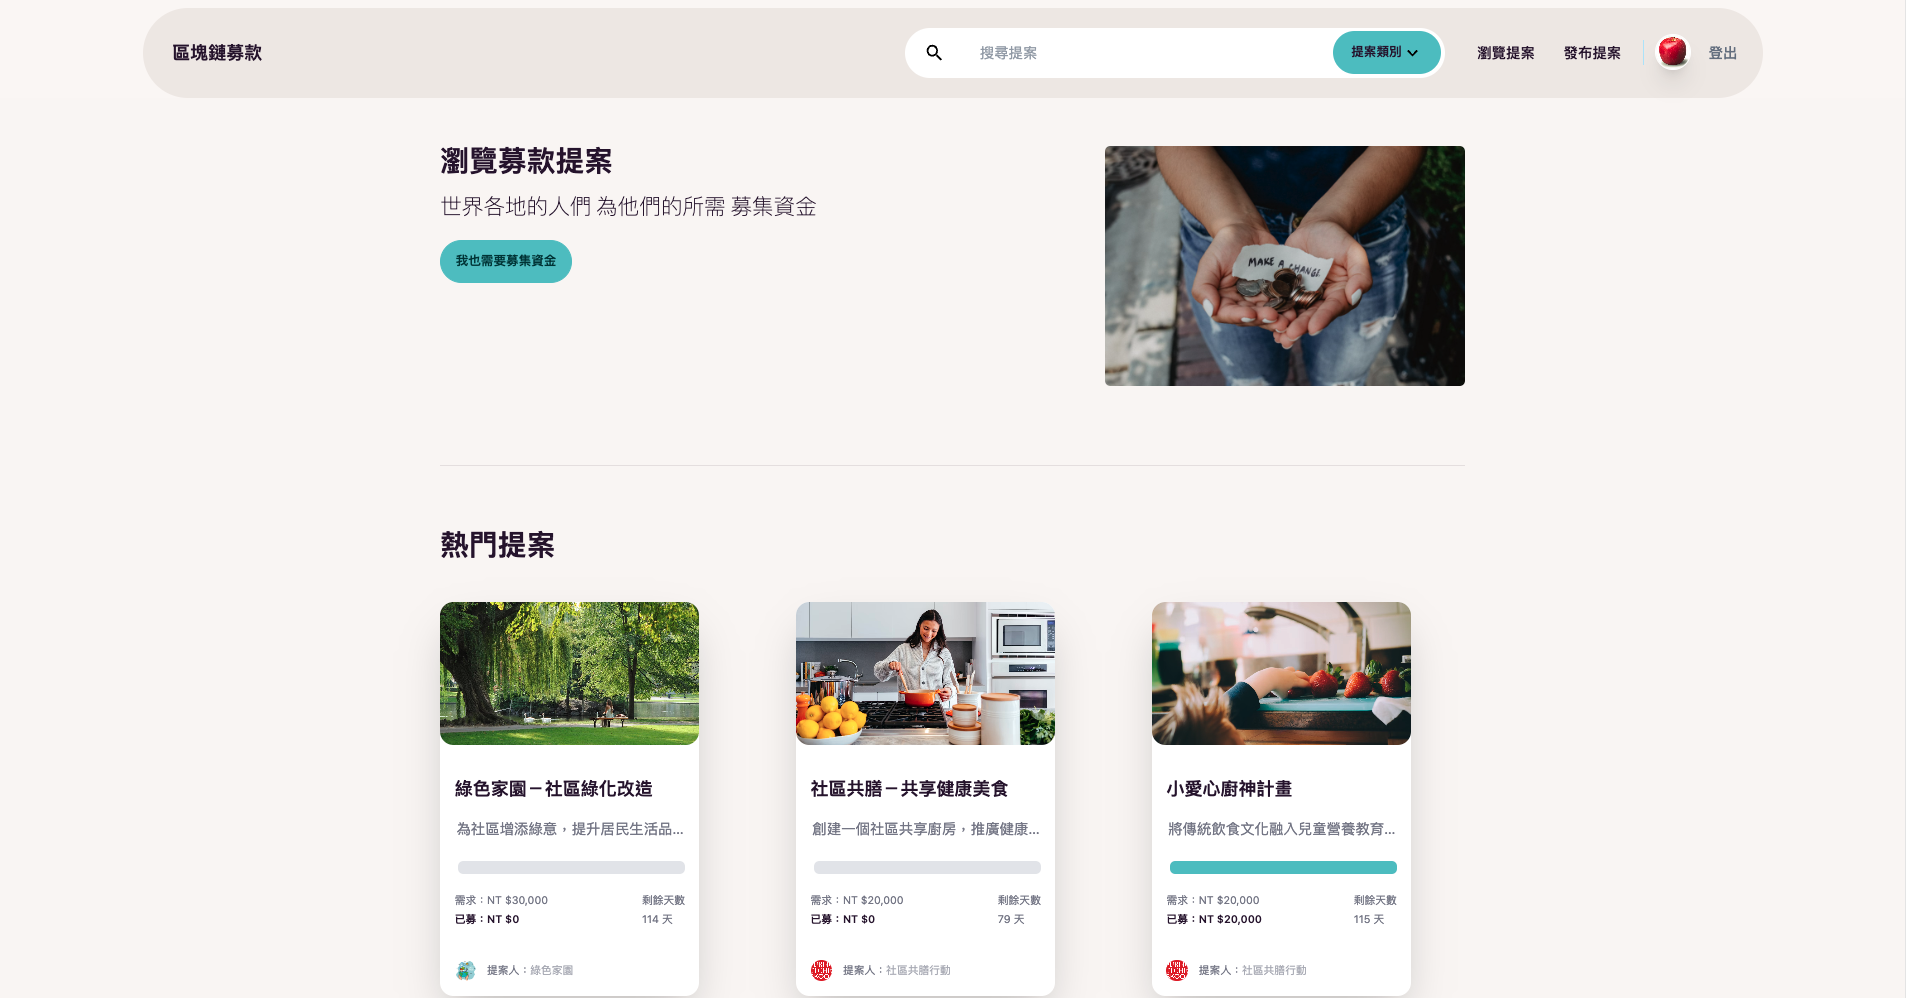 區塊鏈募款
搜尋提案
提案類別
瀏覽提案
發布提案
登出
瀏覽募款提案
世界各地的人們 為他們的所需 募集資金
我也需要募集資金
MAKE A CHANGE
熱門提案
綠色家園－社區綠化改造
為社區增添綠意，提升居民生活品...
需求：NT $30,000
剩餘天數
已募：NT $0
114 天
提案人：綠色家園
社區共膳－共享健康美食
創建一個社區共享廚房，推廣健康...
需求：NT $20,000
剩餘天數
已募：NT $0
79 天
提案人：社區共膳行動
小愛心廚神計畫
將傳統飲食文化融入兒童營養教育...
需求：NT $20,000
剩餘天數
已募：NT $20,000
115 天
提案人：社區共膳行動